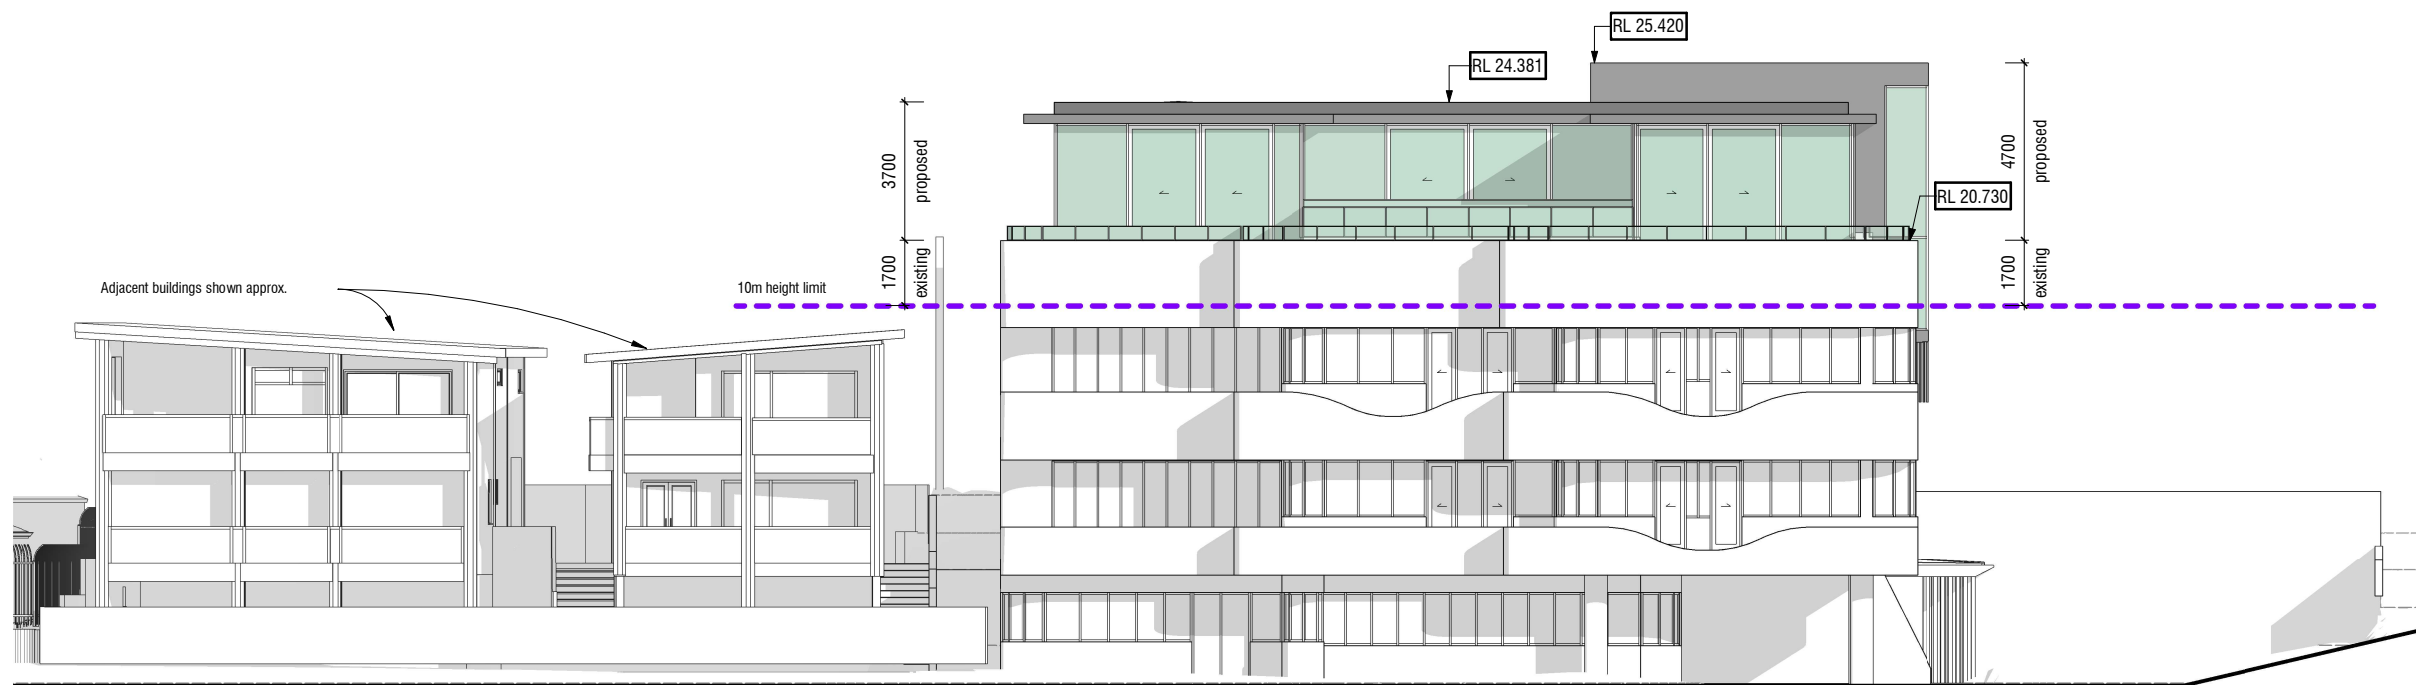 RL 25.420
RL 24.381
3700
proposed
4700
proposed
RL 20.730
1700
existing
1700
existing
Adjacent buildings shown approx.
10m height limit